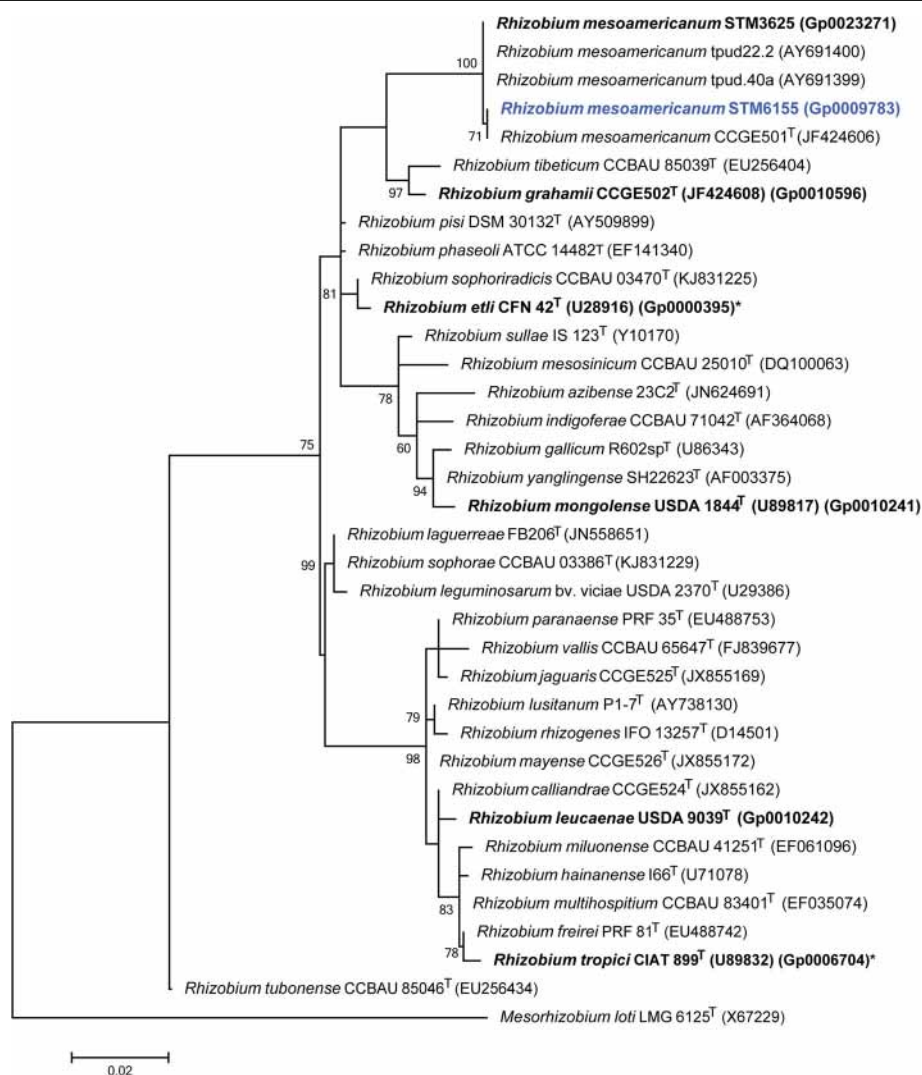 Rhizobium mesoamericanum STM3625 (Gp0023271)
Rhizobium mesoamericanum tpud22.2 (AY691400)
100
Rhizobium mesoamericanum tpud.40a (AY691399)
Rhizobium mesoamericanum STM6155 (Gp0009783)
71
Rhizobium mesoamericanum CCGE501T (JF424606)
Rhizobium tibeticum CCBAU 85039T (EU256404)
97
Rhizobium grahamii CCGE502T (JF424608) (Gp0010596)
Rhizobium pisi DSM 30132T (AY509899)
Rhizobium phaseoli ATCC 14482T (EF141340)
Rhizobium sophoriradicis CCBAU 03470T (KJ831225)
81
Rhizobium etli CFN 42T (U28916) (Gp0000395)*
Rhizobium sullae IS 123T (Y10170)
Rhizobium mesosinicum CCBAU 25010T (DQ100063)
78
Rhizobium azibense 23C2T (JN624691)
Rhizobium indigoferae CCBAU 71042T (AF364068)
75
60
Rhizobium gallicum R602spT (U86343)
Rhizobium yanglingense SH22623T (AF003375)
94
Rhizobium mongolense USDA 1844T (U89817) (Gp0010241)
Rhizobium laguerreae FB206T (JN558651)
99
Rhizobium sophorae CCBAU 03386T (KJ831229)
Rhizobium leguminosarum bv. viciae USDA 2370T (U29386)
Rhizobium paranaense PRF 35T (EU488753)
Rhizobium vallis CCBAU 65647T (FJ839677)
Rhizobium jaguaris CCGE525T (JX855169)
Rhizobium lusitanum P1-7T (AY738130)
79
Rhizobium rhizogenes IFO 13257T (D14501)
98
Rhizobium mayense CCGE526T (JX855172)
Rhizobium calliandrae CCGE524T (JX855162)
Rhizobium leucaenae USDA 9039T (Gp0010242)
Rhizobium miluonense CCBAU 41251T (EF061096)
Rhizobium hainanense I66T (U71078)
83
Rhizobium multihospitium CCBAU 83401T (EF035074)
Rhizobium freirei PRF 81T (EU488742)
78
Rhizobium tropici CIAT 899T (U89832) (Gp0006704)*
Rhizobium tubonense CCBAU 85046T (EU256434)
Mesorhizobium loti LMG 6125T (X67229)
0.02